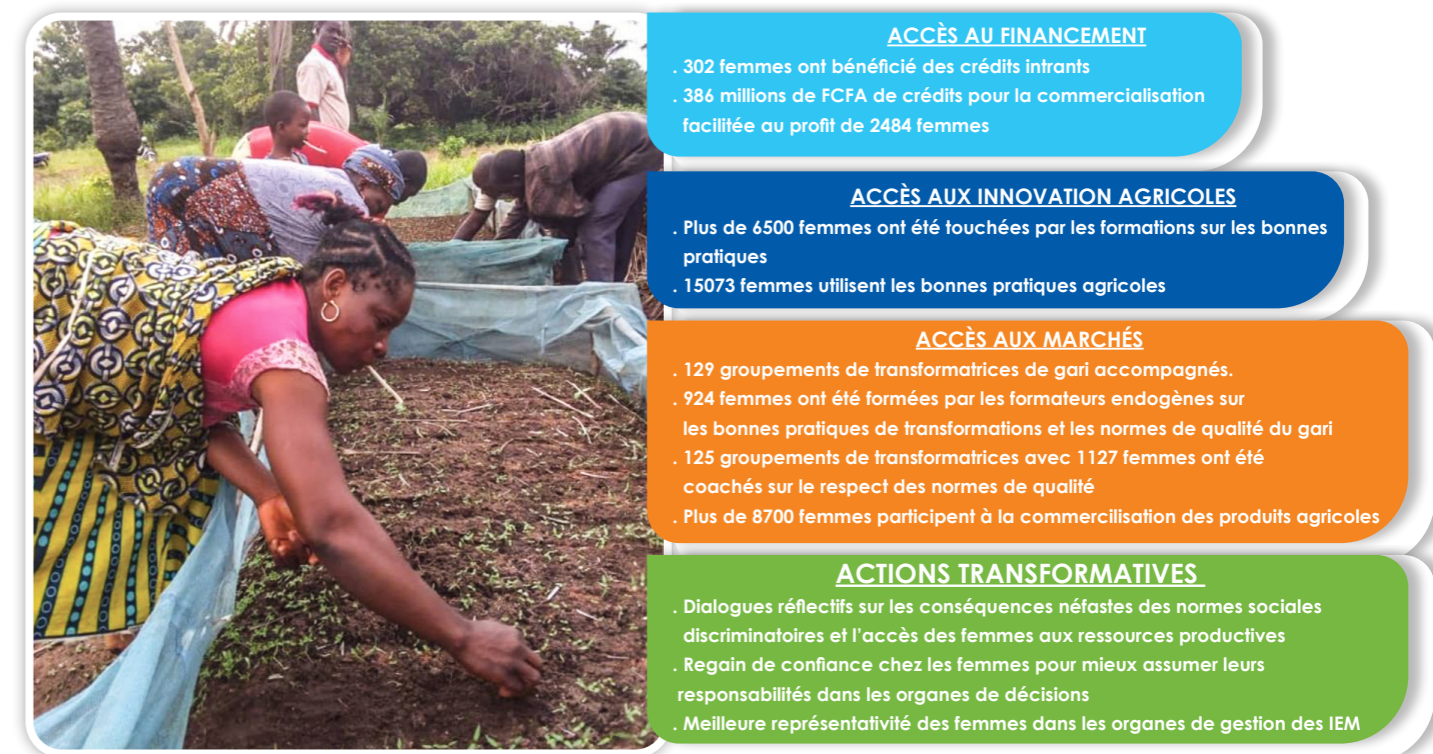 ACCÈS AU FINANCEMENT
. 302 femmes ont bénéficié des crédits intrants
. 386 millions de FCFA de crédits pour la commercialisation
facilitée au profit de 2484 femmes
ACCÈS AUX INNOVATION AGRICOLES
. Plus de 6500 femmes ont été touchées par les formations sur les bonnes
pratiques
. 15073 femmes utilisent les bonnes pratiques agricoles
ACCÈS AUX MARCHÉS
. 129 groupements de transformatrices de gari accompagnés.
. 924 femmes ont été formées par les formateurs endogènes sur
les bonnes pratiques de transformations et les normes de qualité du gari
. 125 groupements de transformatrices avec 1127 femmes ont été
coachés sur le respect des normes de qualité
. Plus de 8700 femmes participent à la commercilisation des produits agricoles
ACTIONS TRANSFORMATIVES
. Dialogues réflectifs sur les conséquences néfastes des normes sociales
discriminatoires et l'accès des femmes aux ressources productives
. Regain de confiance chez les femmes pour mieux assumer leurs
responsabilités dans les organes de décisions
. Meilleure représentativité des femmes dans les organes de gestion des IEM